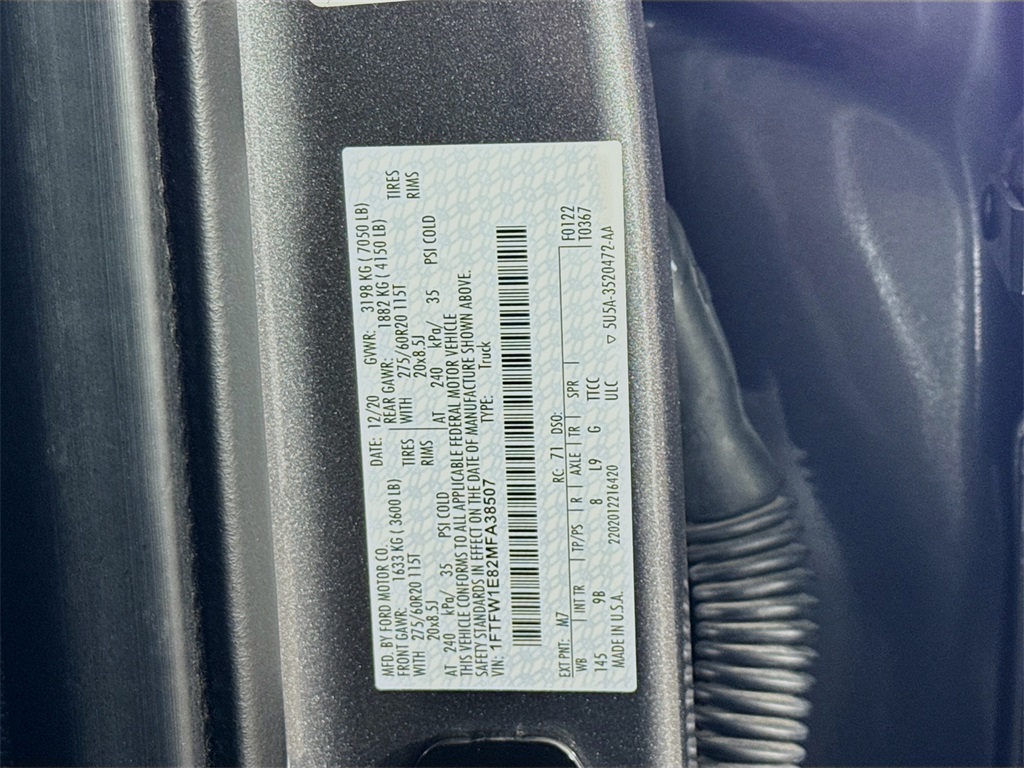 MFD. BY FORD MOTOR CO.
DATE: 12/20 GVWR: 3198 KG ( 7050 LB)
FRONT GAWR: 1633 KG ( 3600 LB)
REAR GAWR: 1882 KG ( 4150 LB)
WITH 275/60R20 115T TIRES
WITH 275/60R20 115T TIRES
20x8.5J RIMS
20x8.5J RIMS
AT 240 kPa/ 35 PSI COLD
AT 240 kPa/ 35 PSI COLD
THIS VEHICLE CONFORMS TO ALL APPLICABLE FEDERAL MOTOR VEHICLE
SAFETY STANDARDS IN EFFECT ON THE DATE OF MANUFACTURE SHOWN ABOVE.
VIN: 1FTFW1E82MFA38507 TYPE: Truck
EXT PNT: M7 RC: 71 DSO: F0122
WB INT TR TP/PS R AXLE TR SPR T0367
145 9B 8 L9 G TTCC
MADE IN U.S.A. 2202012216420 ULC ▽ 5U5A-3520472-AA